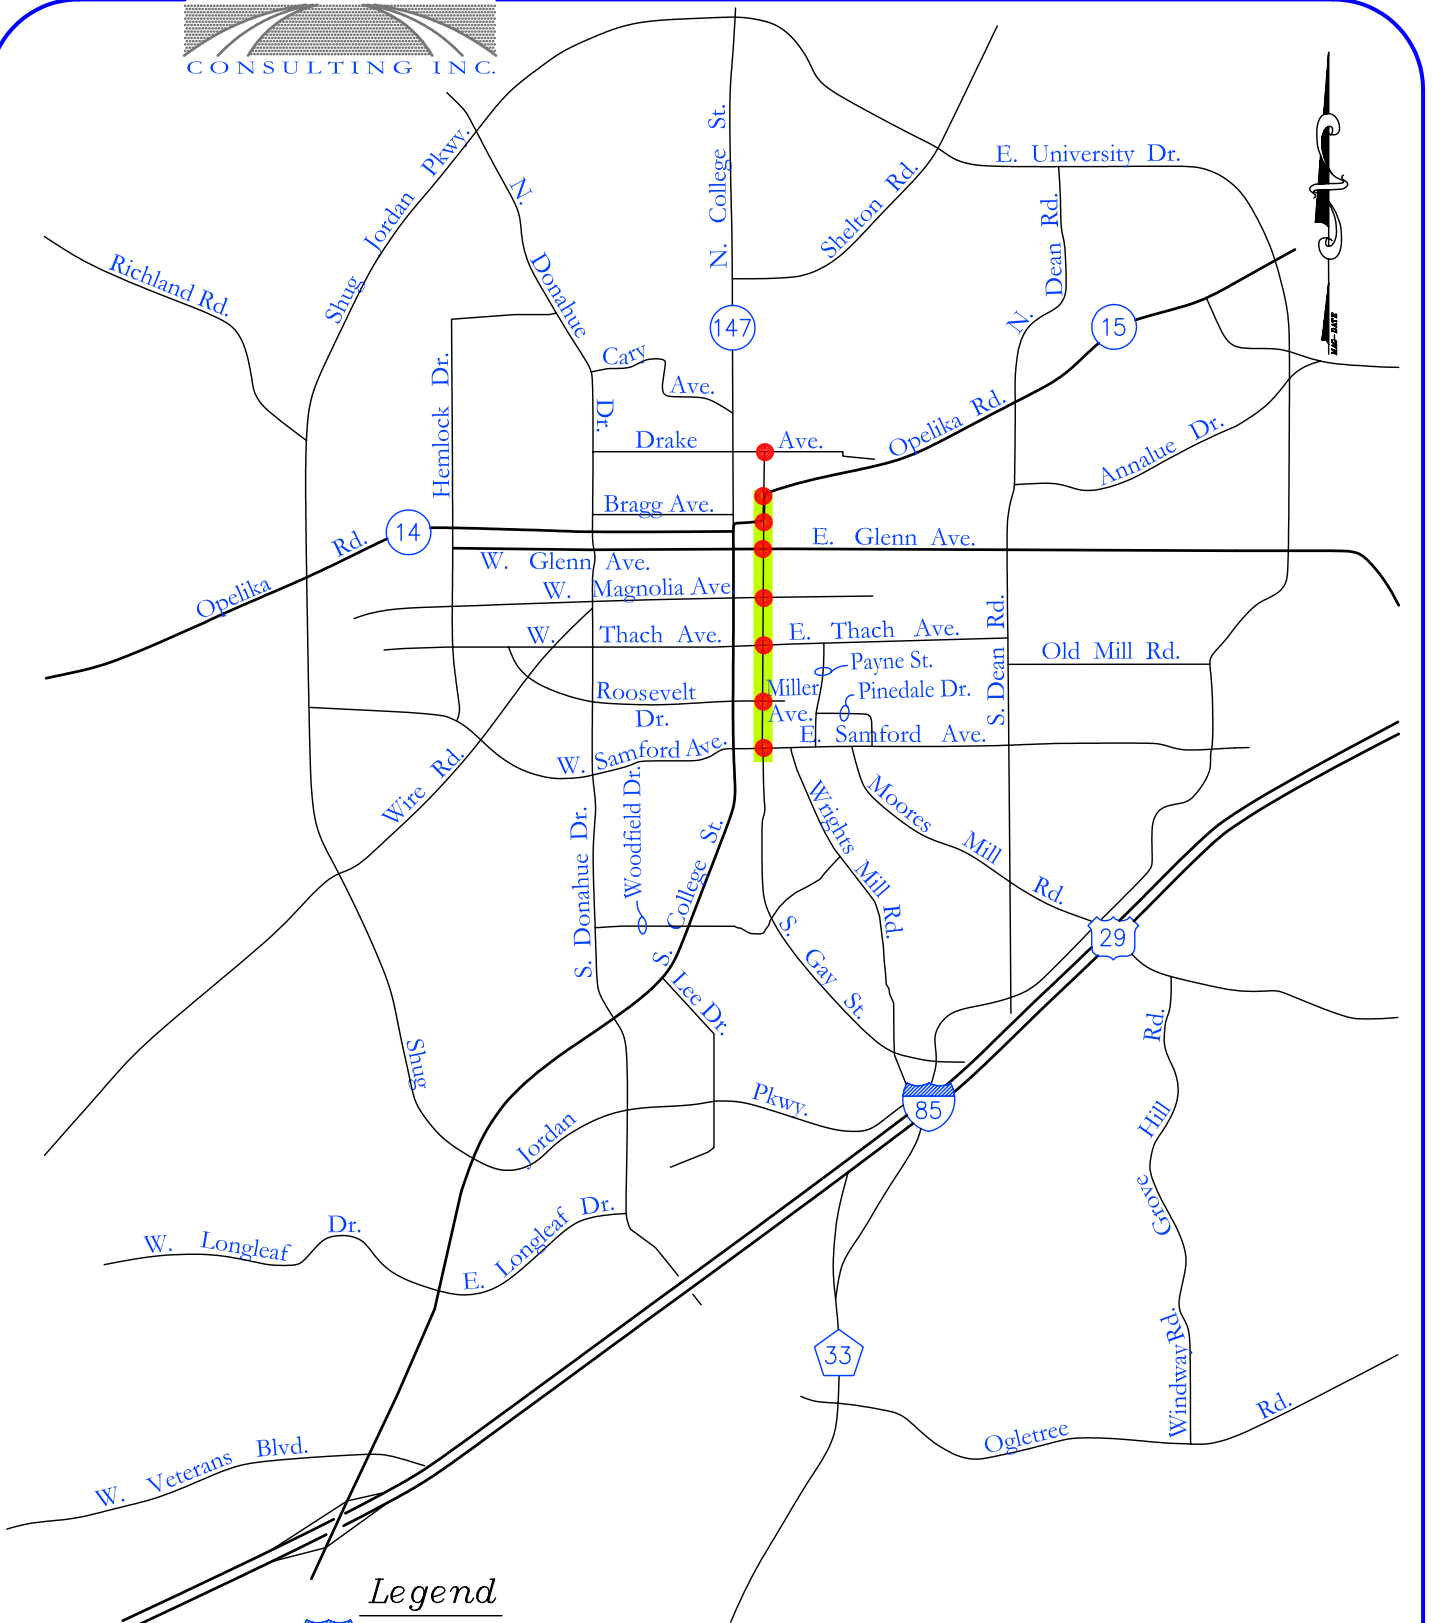 CONSULTING INC.
N. College St.
Shug Jordan Pkwy.
N. Donahue Dr.
E. University Dr.
Shelton Rd.
N. Dean Rd.
Richland Rd.
MAG-DATE
147
15
Cary Ave.
Hemlock Dr.
Drake Ave.
Opelika Rd.
Annalue Dr.
Bragg Ave.
14
Opelika Rd.
E. Glenn Ave.
W. Glenn Ave.
W. Magnolia Ave.
W. Thach Ave.
E. Thach Ave.
Old Mill Rd.
S. Dean Rd.
Payne St.
Pinedale Dr.
Roosevelt Dr.
Miller Ave.
E. Samford Ave.
W. Samford Ave.
Wire Rd.
Woodfield Dr.
S. Donahue Dr.
S. College St.
Wrights Mill Rd.
Moores Mill Rd.
29
S. Gay St.
Lee Dr.
Shug Jordan Pkwy.
85
Grove Hill Rd.
W. Longleaf Dr.
E. Longleaf Dr.
33
Windway Rd.
Ogletree Rd.
W. Veterans Blvd.
Legend